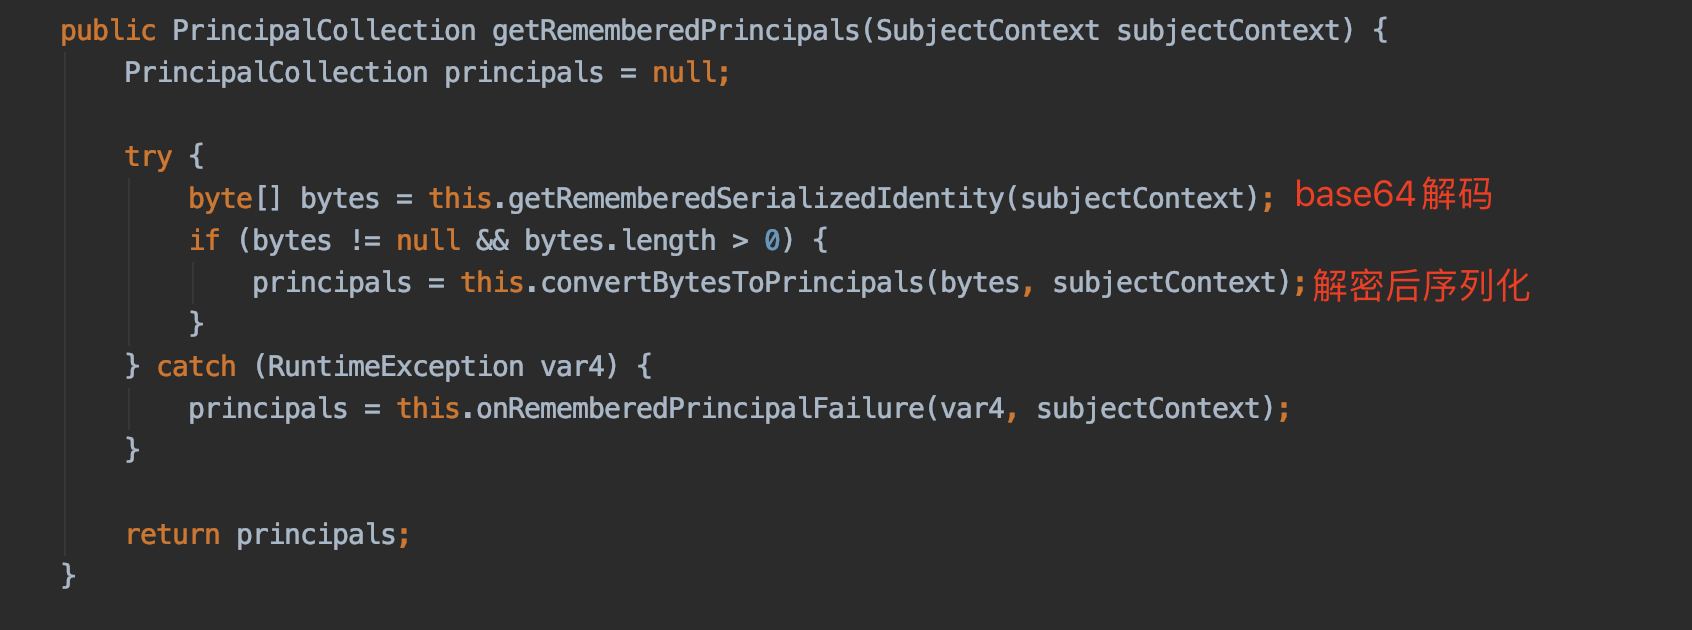 public PrincipalCollection getRememberedPrincipals(SubjectContext subjectContext) {
PrincipalCollection principals = null;
try {
byte[] bytes = this.getRememberedSerializedIdentity(subjectContext); base64解码
if (bytes != null && bytes.length > 0) {
principals = this.convertBytesToPrincipals(bytes, subjectContext);解密后序列化
}
} catch (RuntimeException var4) {
principals = this.onRememberedPrincipalFailure(var4, subjectContext);
}
return principals;
}